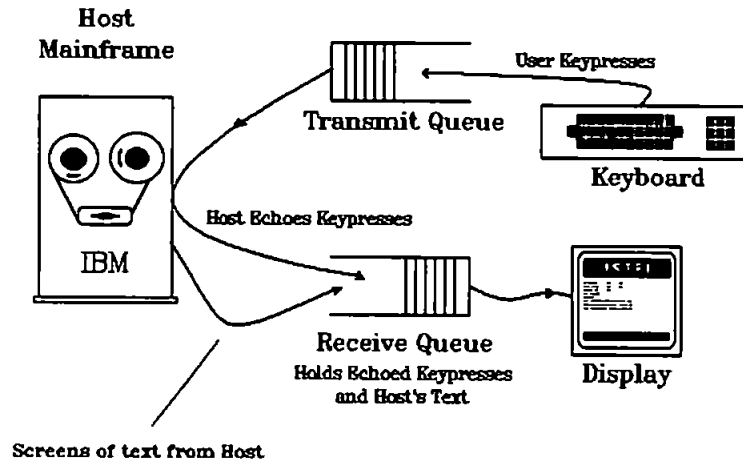 Host
Mainframe
User Keypresses
Transmit Queue
Keyboard
Host Echoes Keypresses
IBM
Receive Queue
Holds Echoed Keypresses
and Host's Text
Display
Screens of text from Host